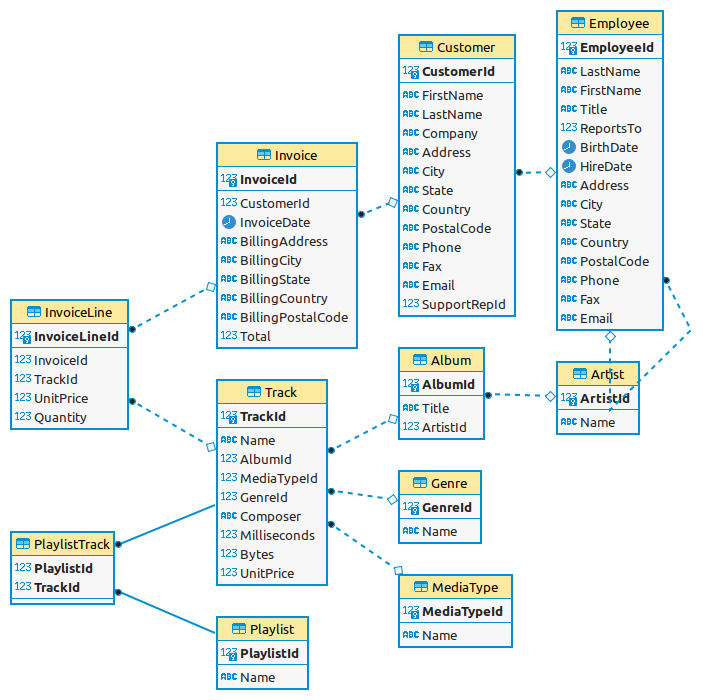 Employee
123 EmployeeId
ABC LastName
ABC FirstName
ABC Title
123 ReportsTo
BirthDate
HireDate
ABC Address
ABC City
ABC State
ABC Country
ABC PostalCode
ABC Phone
ABC Fax
ABC Email
Customer
123 CustomerId
ABC FirstName
ABC LastName
ABC Company
ABC Address
ABC City
ABC State
ABC Country
ABC PostalCode
ABC Phone
ABC Fax
ABC Email
123 SupportRepId
Invoice
123 InvoiceId
123 CustomerId
InvoiceDate
ABC BillingAddress
ABC BillingCity
ABC BillingState
ABC BillingCountry
ABC BillingPostalCode
123 Total
InvoiceLine
123 InvoiceLineId
123 InvoiceId
123 TrackId
123 UnitPrice
123 Quantity
Album
123 AlbumId
ABC Title
123 ArtistId
Artist
123 ArtistId
ABC Name
Track
123 TrackId
ABC Name
123 AlbumId
123 MediaTypeId
123 GenreId
ABC Composer
123 Milliseconds
123 Bytes
123 UnitPrice
Genre
123 GenreId
ABC Name
PlaylistTrack
123 PlaylistId
123 TrackId
MediaType
123 MediaTypeId
ABC Name
Playlist
123 PlaylistId
ABC Name